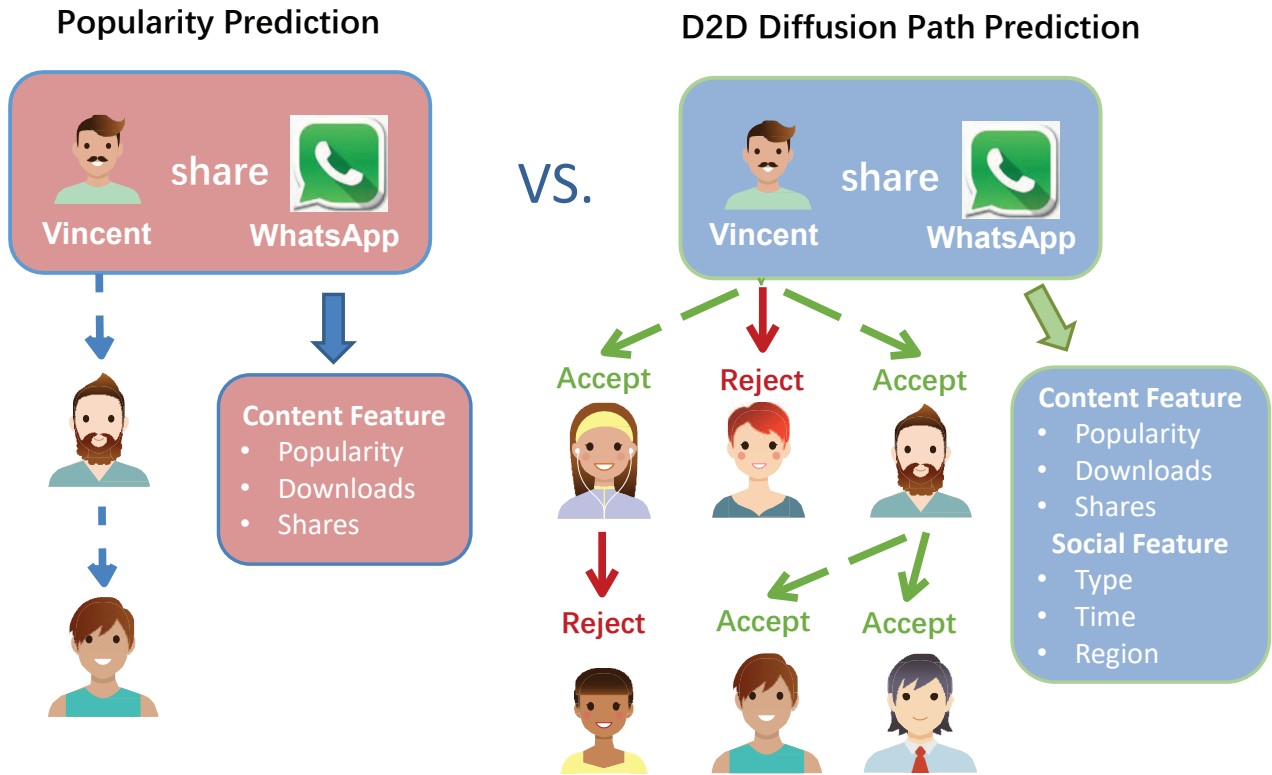 Popularity Prediction
share
Vincent
WhatsApp
Content Feature
• Popularity
• Downloads
• Shares
VS.
D2D Diffusion Path Prediction
share
Vincent
WhatsApp
Accept
Reject
Accept
Reject
Accept
Accept
Content Feature
• Popularity
• Downloads
• Shares
Social Feature
• Type
• Time
• Region